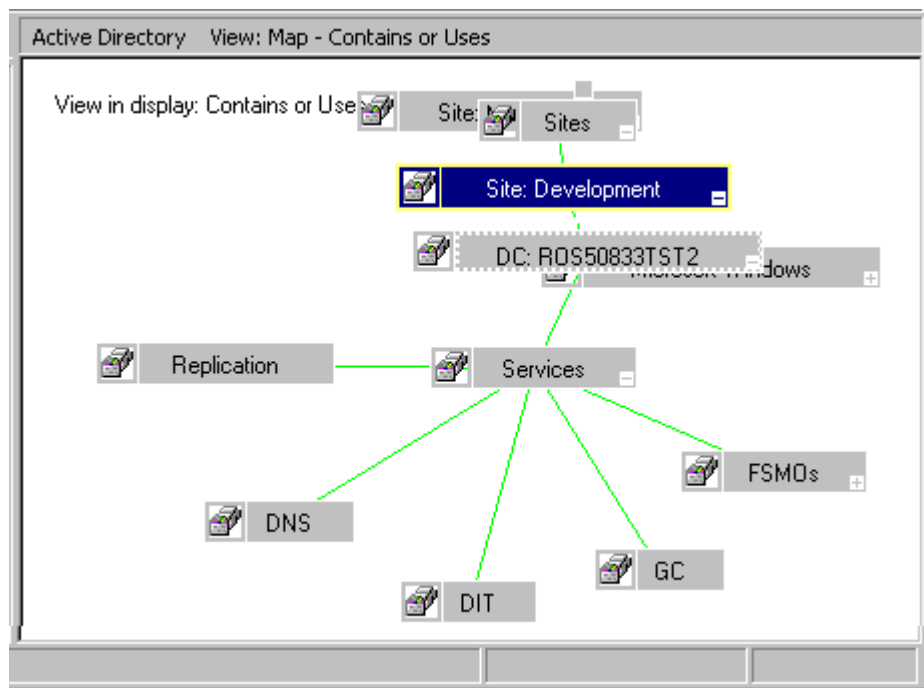 Active Directory View: Map - Contains or Uses
View in display: Contains or Use
Site:
Sites
Site: Development
DC: ROS50833TST2
Replication
Services
FSMOs
DNS
GC
DIT